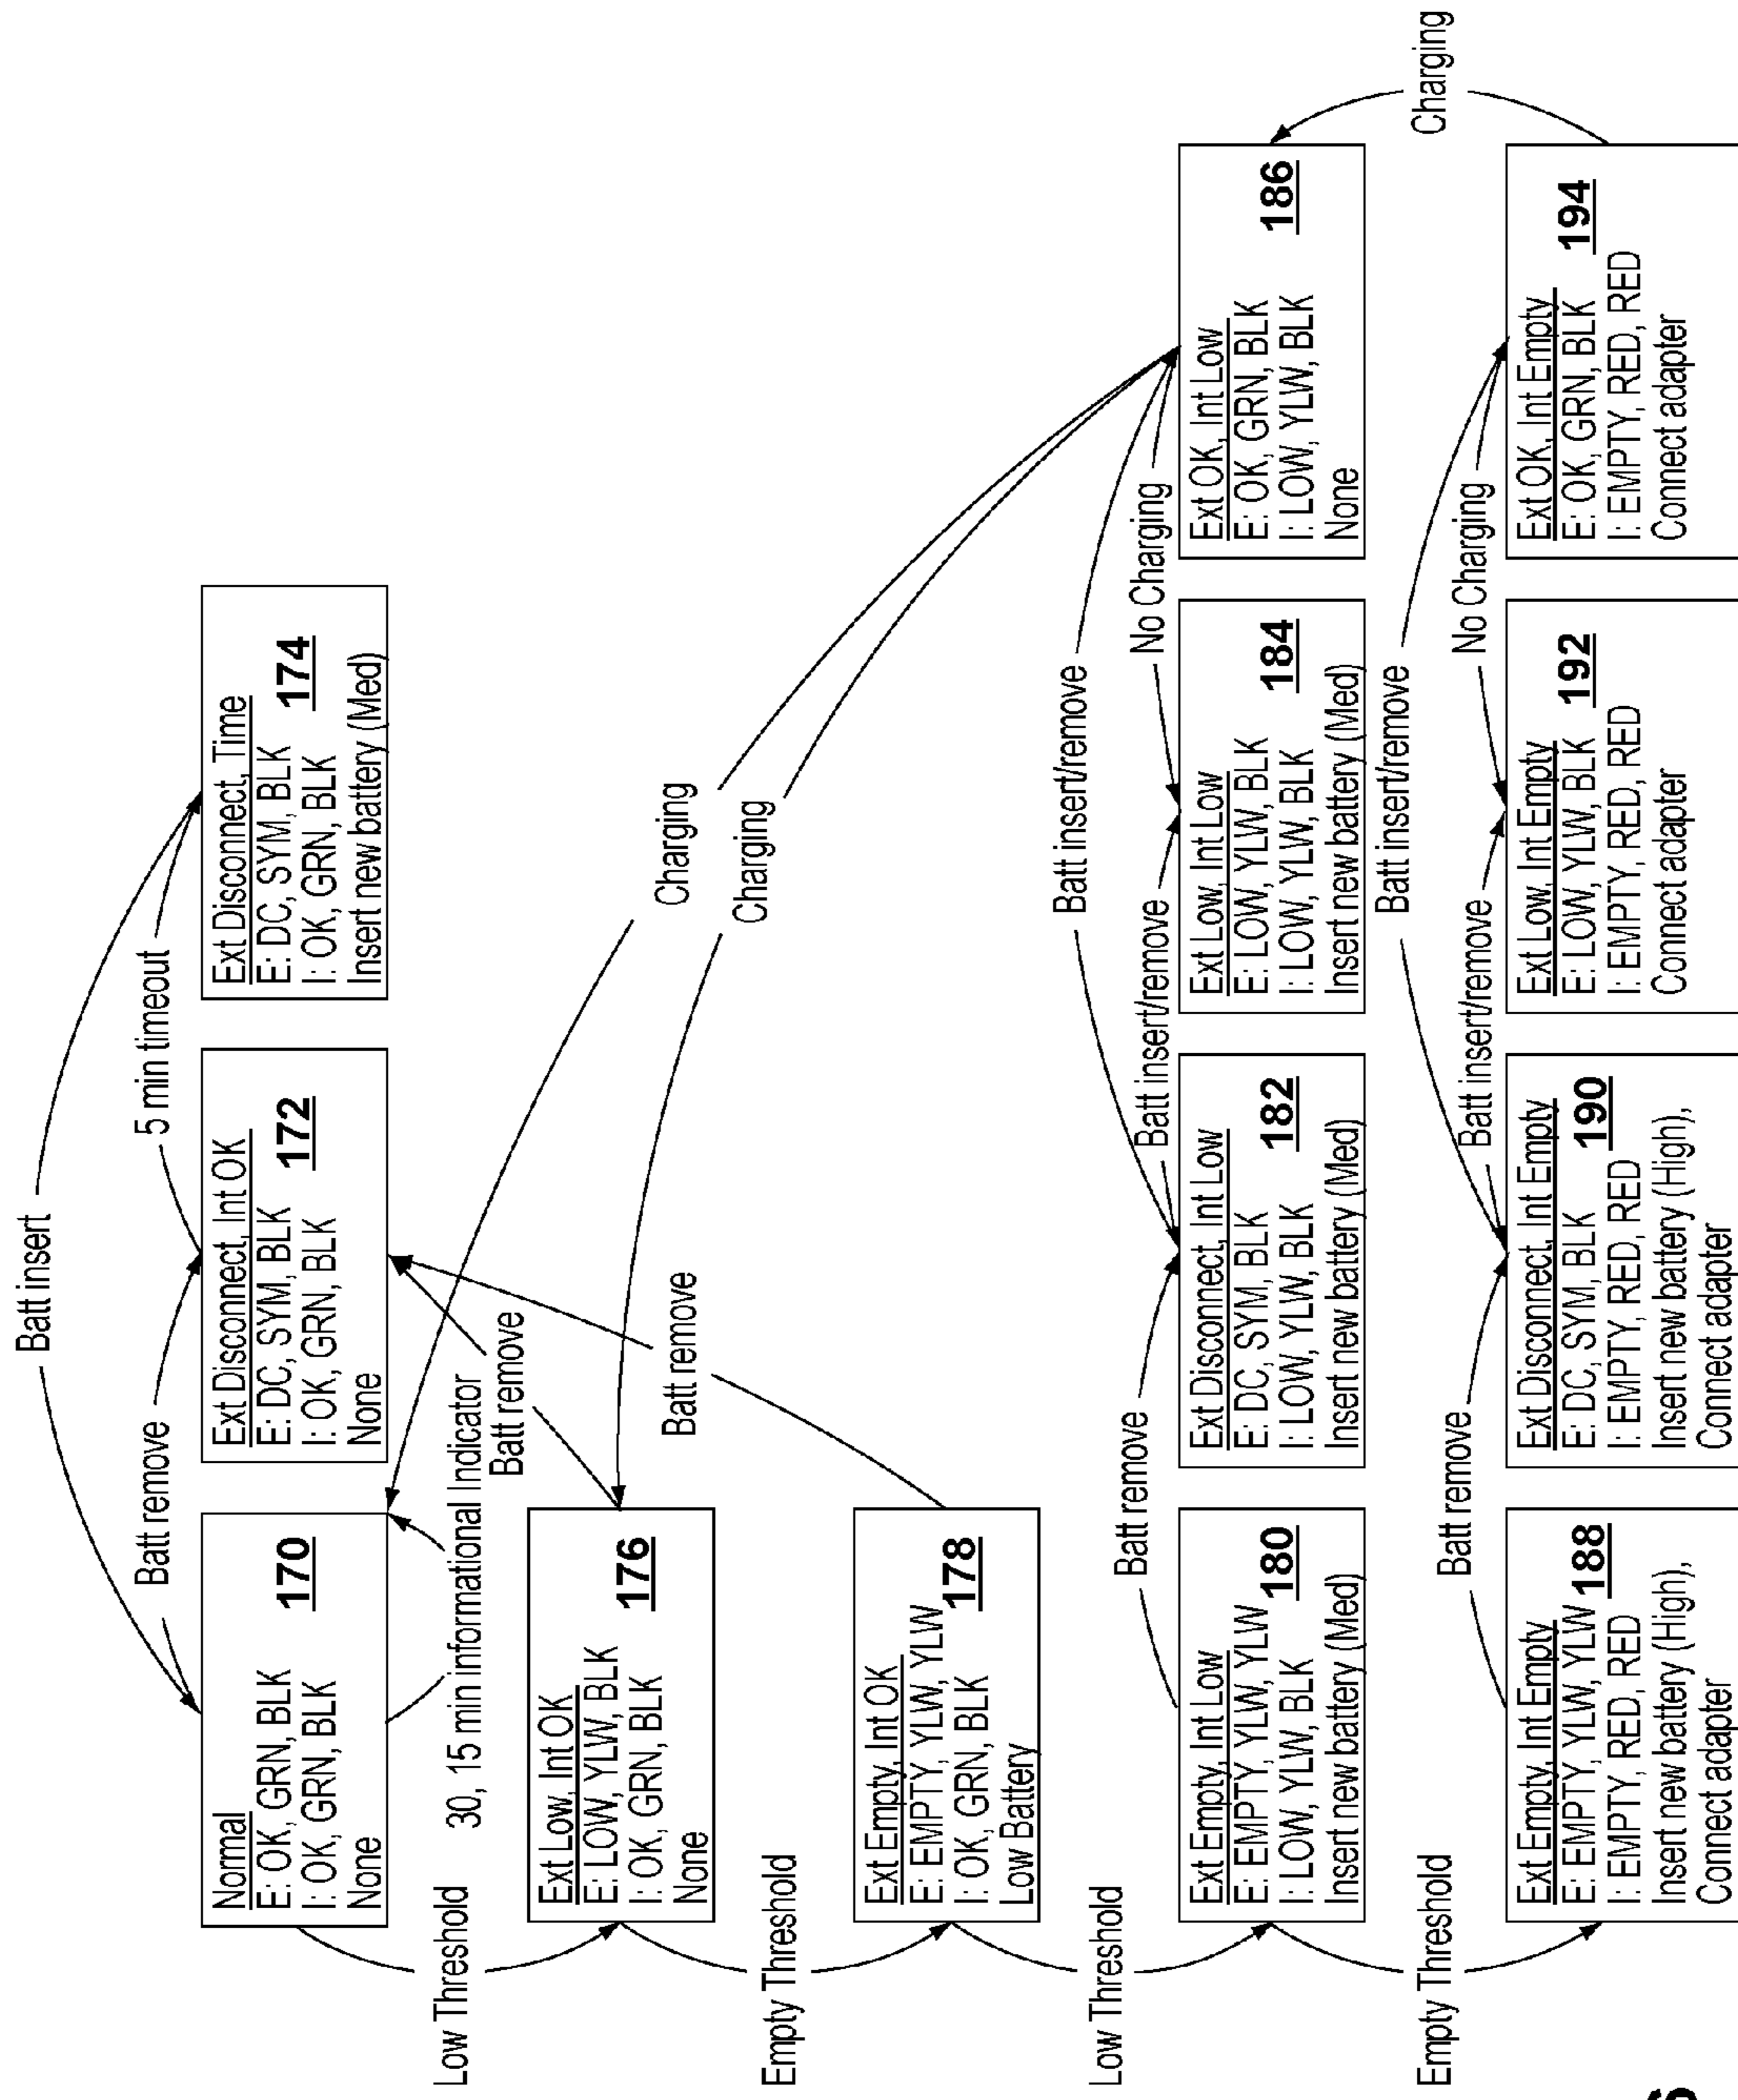 Batt insert
Batt remove
5 min timeout
Normal
E: OK, GRN, BLK
I: OK, GRN, BLK
None
170
Ext Disconnect, Int OK
E: DC, SYM, BLK
I: OK, GRN, BLK
None
172
Ext Disconnect, Time
E: DC, SYM, BLK
I: OK, GRN, BLK
Insert new battery (Med)
174
Low Threshold
30, 15 min informational Indicator
Batt remove
Charging
Charging
Ext Low, Int OK
E: LOW, YLW, BLK
I: OK, GRN, BLK
None
176
Empty Threshold
Batt remove
Ext Empty, Int OK
E: EMPTY, YLW, YLW
I: OK, GRN, BLK
Low Battery
178
Low Threshold
Batt remove
Batt insert/remove
Batt insert/remove
No Charging
Ext Empty, Int Low
E: EMPTY, YLW, YLW
I: LOW, YLW, BLK
Insert new battery (Med)
180
Ext Disconnect, Int Low
E: DC, SYM, BLK
I: LOW, YLW, BLK
Insert new battery (Med)
182
Ext Low, Int Low
E: LOW, YLW, BLK
I: LOW, YLW, BLK
Insert new battery (Med)
184
Ext OK, Int Low
E: OK, GRN, BLK
I: LOW, YLW, BLK
None
186
Empty Threshold
Batt remove
Batt insert/remove
Batt insert/remove
No Charging
Charging
Ext Empty, Int Empty
E: EMPTY, YLW, YLW
I: EMPTY, RED, RED
Insert new battery (High),
Connect adapter
188
Ext Disconnect, Int Empty
E: DC, SYM, BLK
I: EMPTY, RED, RED
Insert new battery (High),
Connect adapter
190
Ext Low, Int Empty
E: LOW, YLW, BLK
I: EMPTY, RED, RED
Connect adapter
192
Ext OK, Int Empty
E: OK, GRN, BLK
I: EMPTY, RED, RED
Connect adapter
194